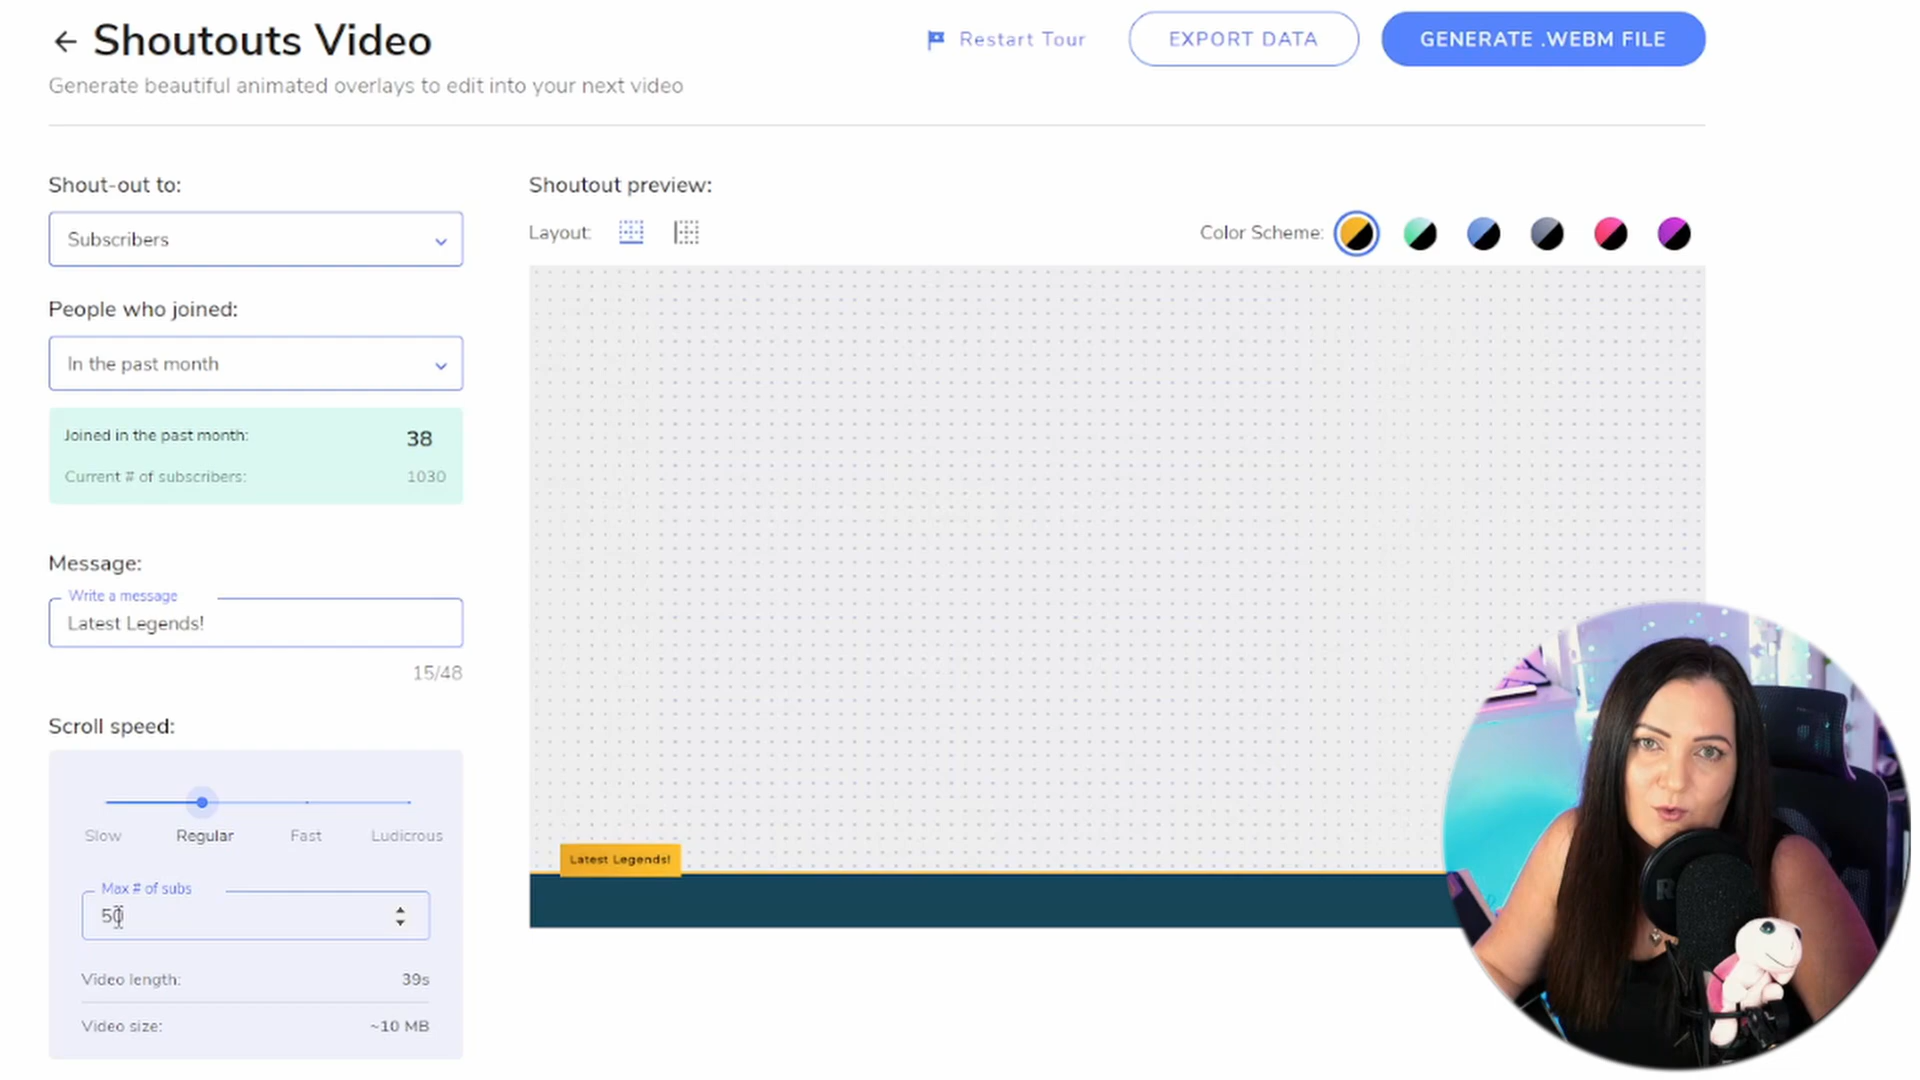 Shoutouts Video
Restart Tour
EXPORT DATA
GENERATE .WEBM FILE
Generate beautiful animated overlays to edit into your next video
Shout-out to:
Subscribers
People who joined:
In the past month
Joined in the past month: 38
Current # of subscribers: 1030
Message:
Write a message
Latest Legends!
15/48
Scroll speed:
Slow Regular Fast Ludicrous
Max # of subs
50
Video length: 39s
Video size: ~10 MB
Shoutout preview:
Layout:
Color Scheme:
Latest Legends!
R